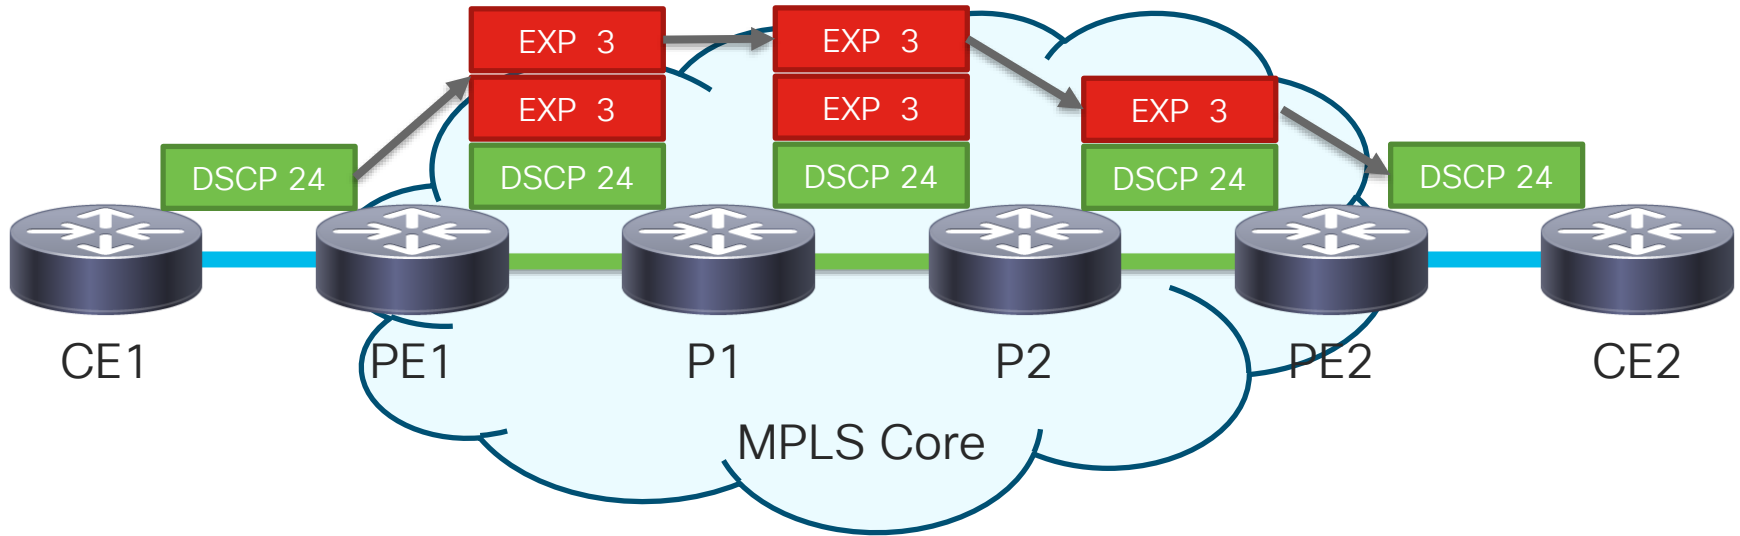 EXP 3
EXP 3
EXP 3
EXP 3
EXP 3
DSCP 24
DSCP 24
DSCP 24
DSCP 24
DSCP 24
CE1
PE1
P1
P2
PE2
CE2
MPLS Core